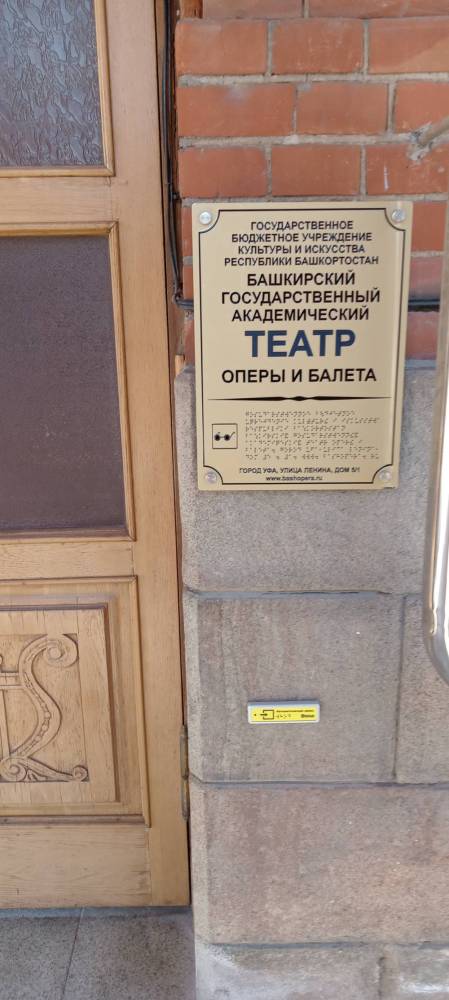 ГОСУДАРСТВЕННОЕ
БЮДЖЕТНОЕ УЧРЕЖДЕНИЕ
КУЛЬТУРЫ И ИСКУССТВА
РЕСПУБЛИКИ БАШКОРТОСТАН
БАШКИРСКИЙ
ГОСУДАРСТВЕННЫЙ
АКАДЕМИЧЕСКИЙ
ТЕАТР
ОПЕРЫ И БАЛЕТА
ГОРОД УФА, УЛИЦА ЛЕНИНА, ДОМ 5/1
www.bashopera.ru